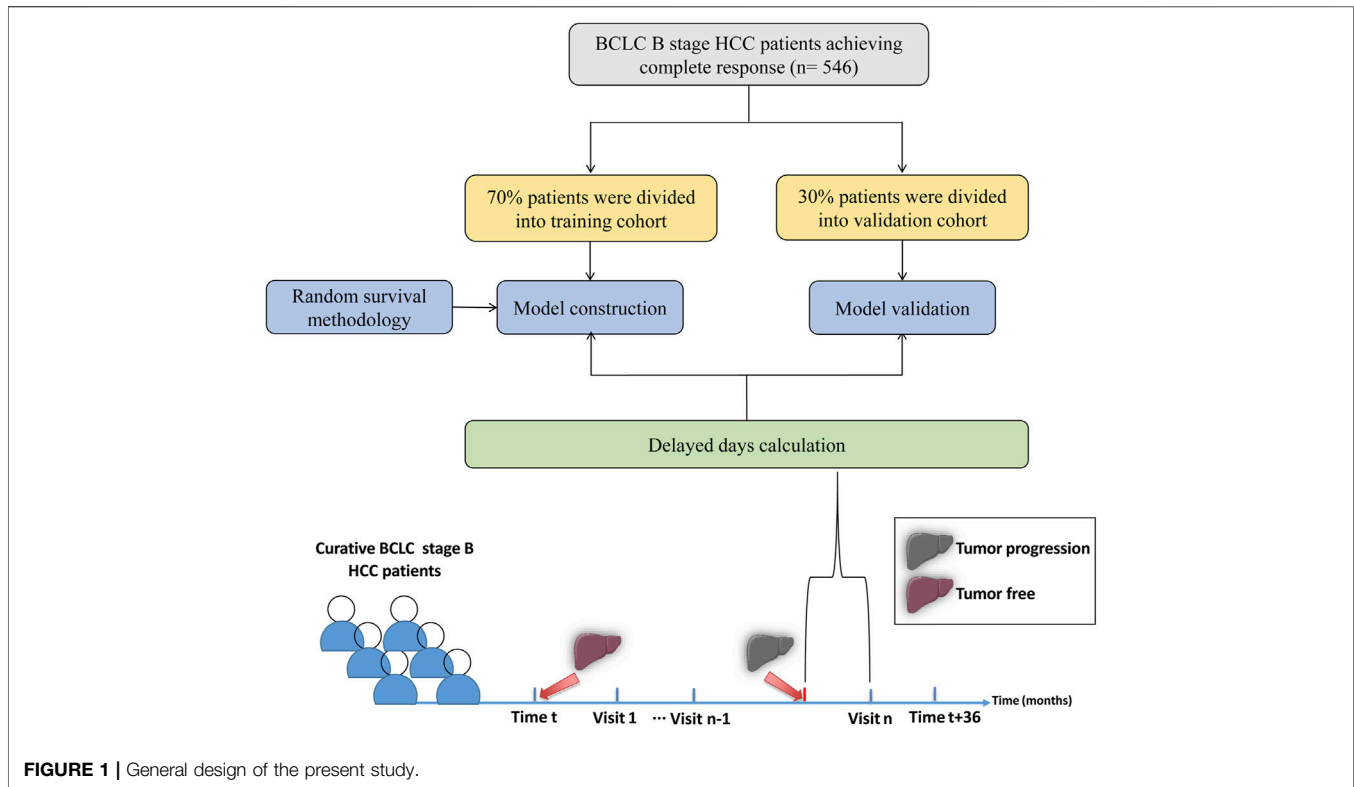 BCLC B stage HCC patients achieving
complete response (n= 546)
70% patients were divided
into training cohort
30% patients were divided
into validation cohort
Random survival
methodology
Model construction
Model validation
Delayed days calculation
Curative BCLC stage B
HCC patients
Tumor progression
Tumor free
Time t
Visit 1
··· Visit n-1
Visit n
Time t+36
Time (months)
FIGURE 1 | General design of the present study.